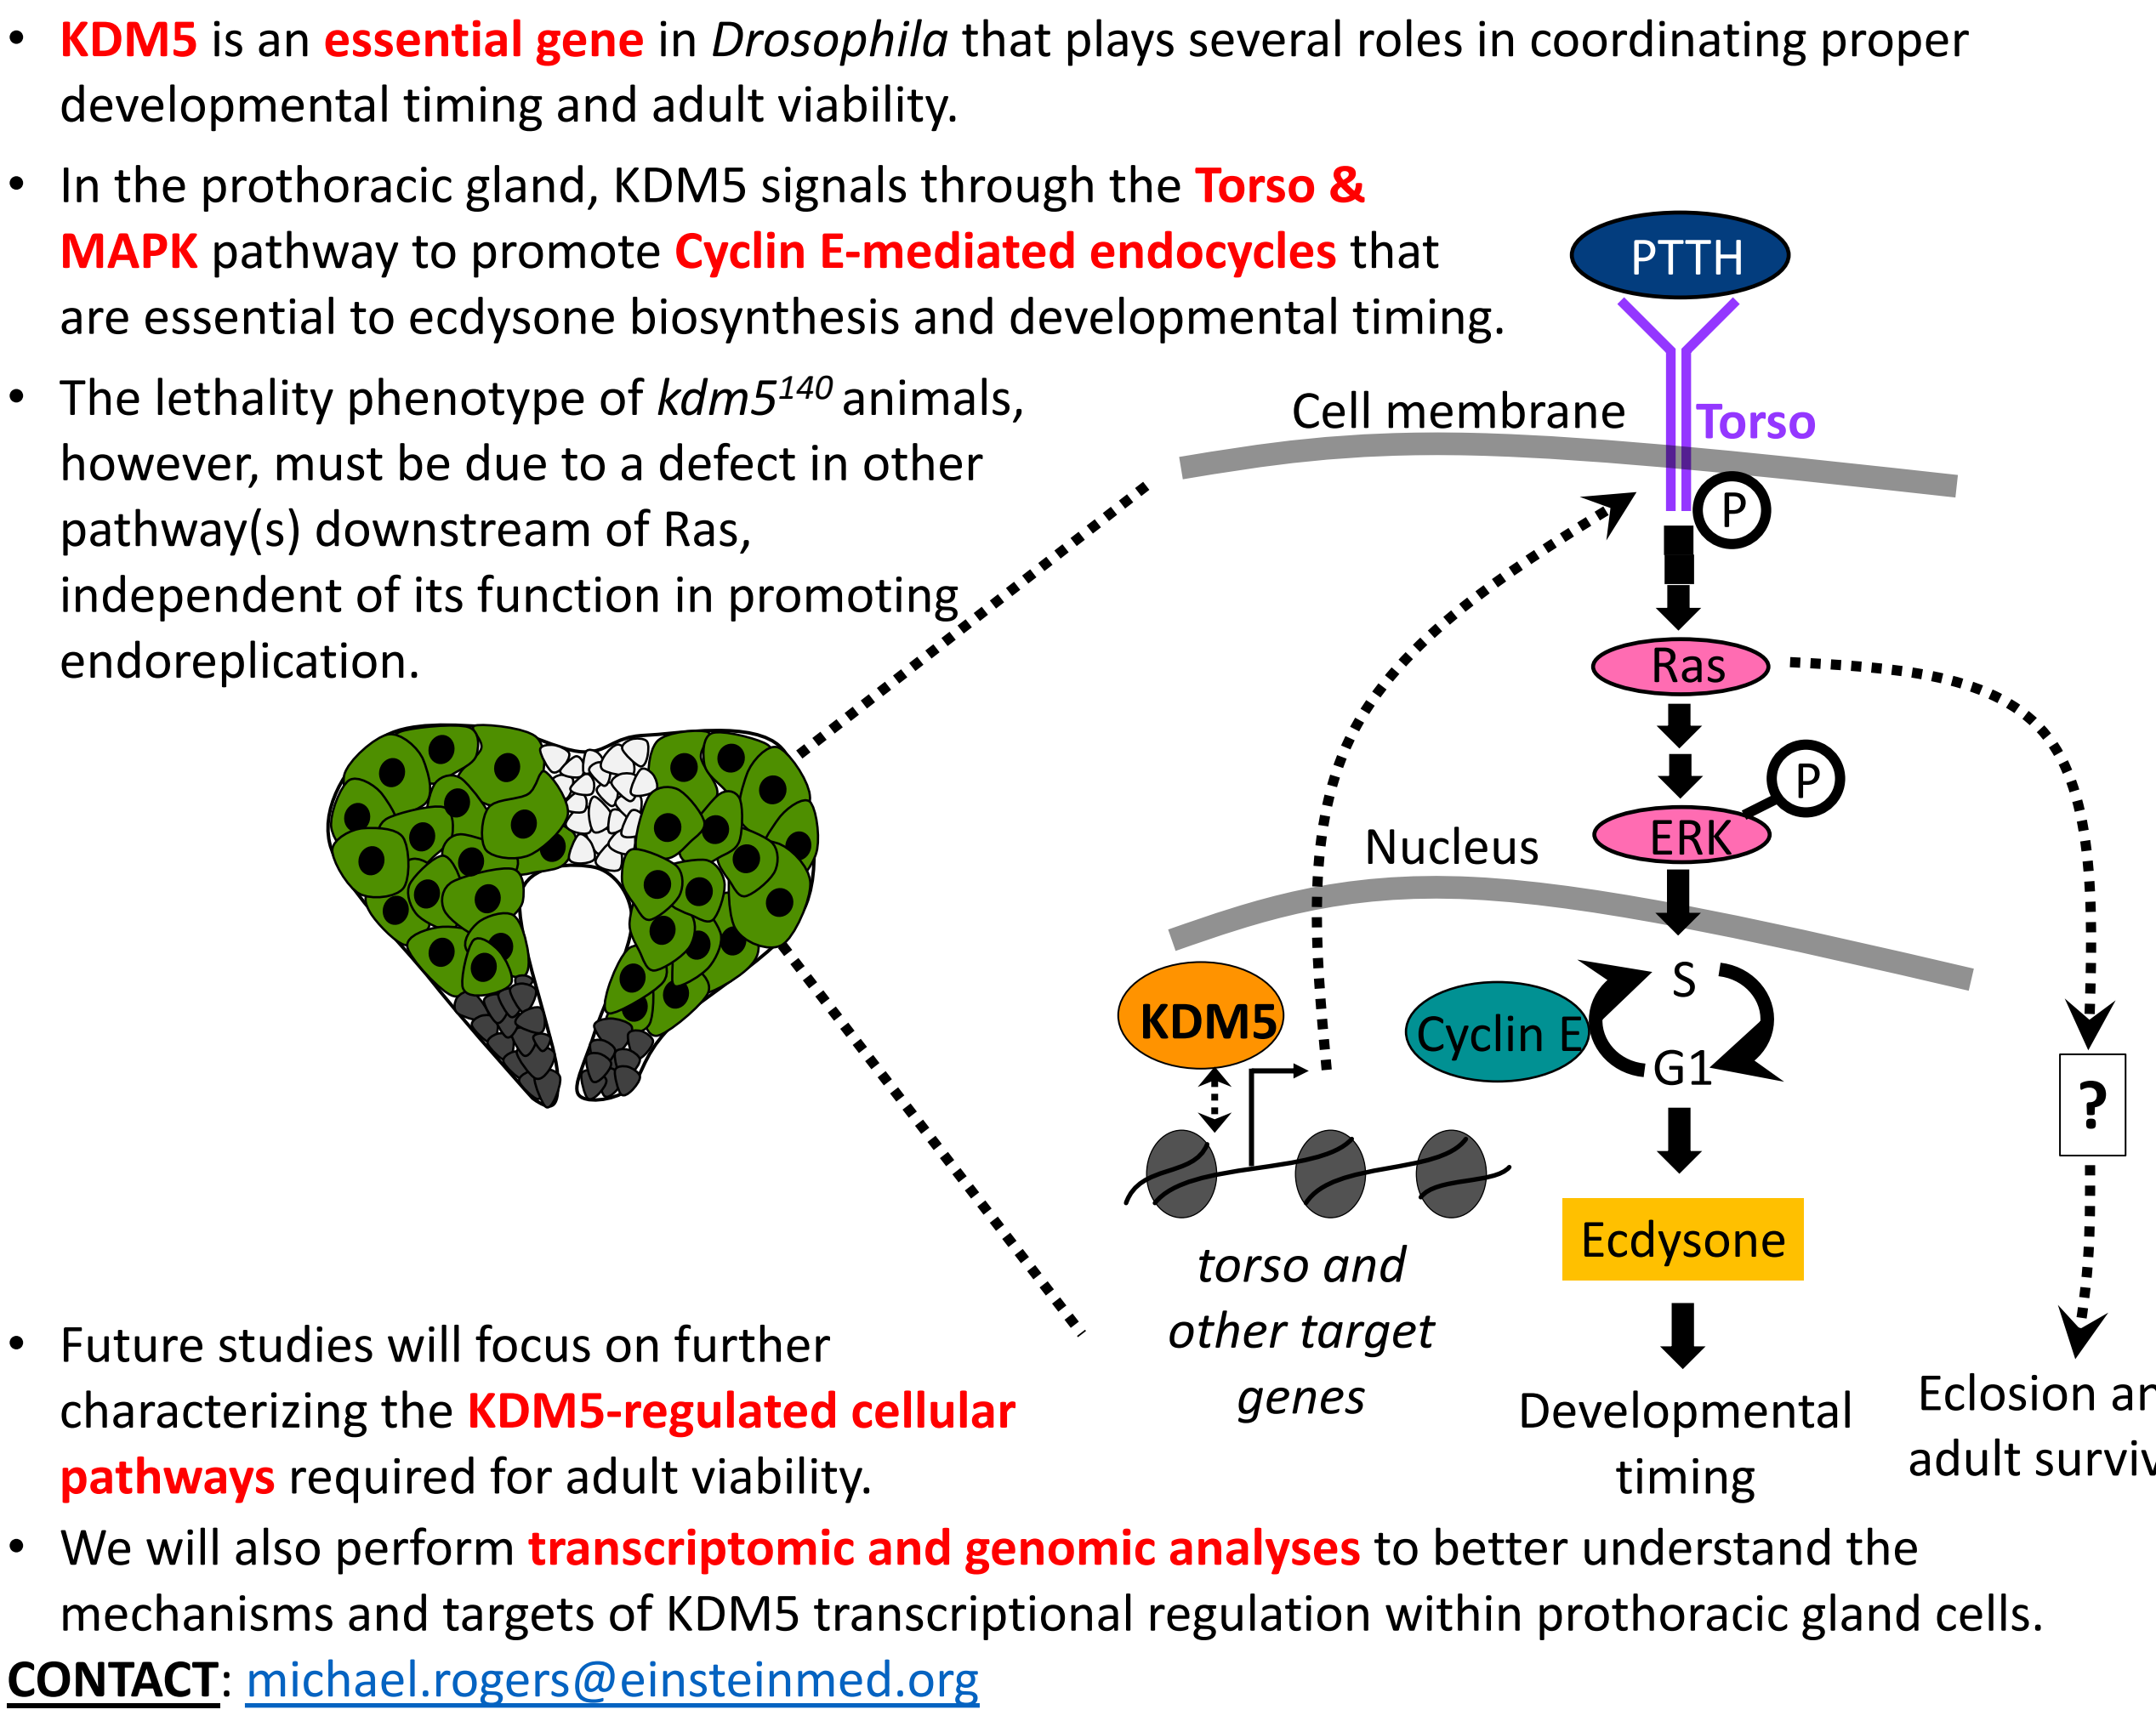 • KDM5 is an essential gene in Drosophila that plays several roles in coordinating proper
developmental timing and adult viability.
• In the prothoracic gland, KDM5 signals through the Torso &
MAPK pathway to promote Cyclin E-mediated endocycles that
are essential to ecdysone biosynthesis and developmental timing.
• The lethality phenotype of kdm5¹⁴⁰ animals,
however, must be due to a defect in other
pathway(s) downstream of Ras,
independent of its function in promoting
endoreplication.
PTTH
Cell membrane
Torso
P
Ras
P
ERK
Nucleus
S
KDM5
Cyclin E
G1
?
Ecdysone
torso and
other target
genes
Developmental
timing
Eclosion an
adult surviv
• Future studies will focus on further
characterizing the KDM5-regulated cellular
pathways required for adult viability.
• We will also perform transcriptomic and genomic analyses to better understand the
mechanisms and targets of KDM5 transcriptional regulation within prothoracic gland cells.
CONTACT: michael.rogers@einsteinmed.org